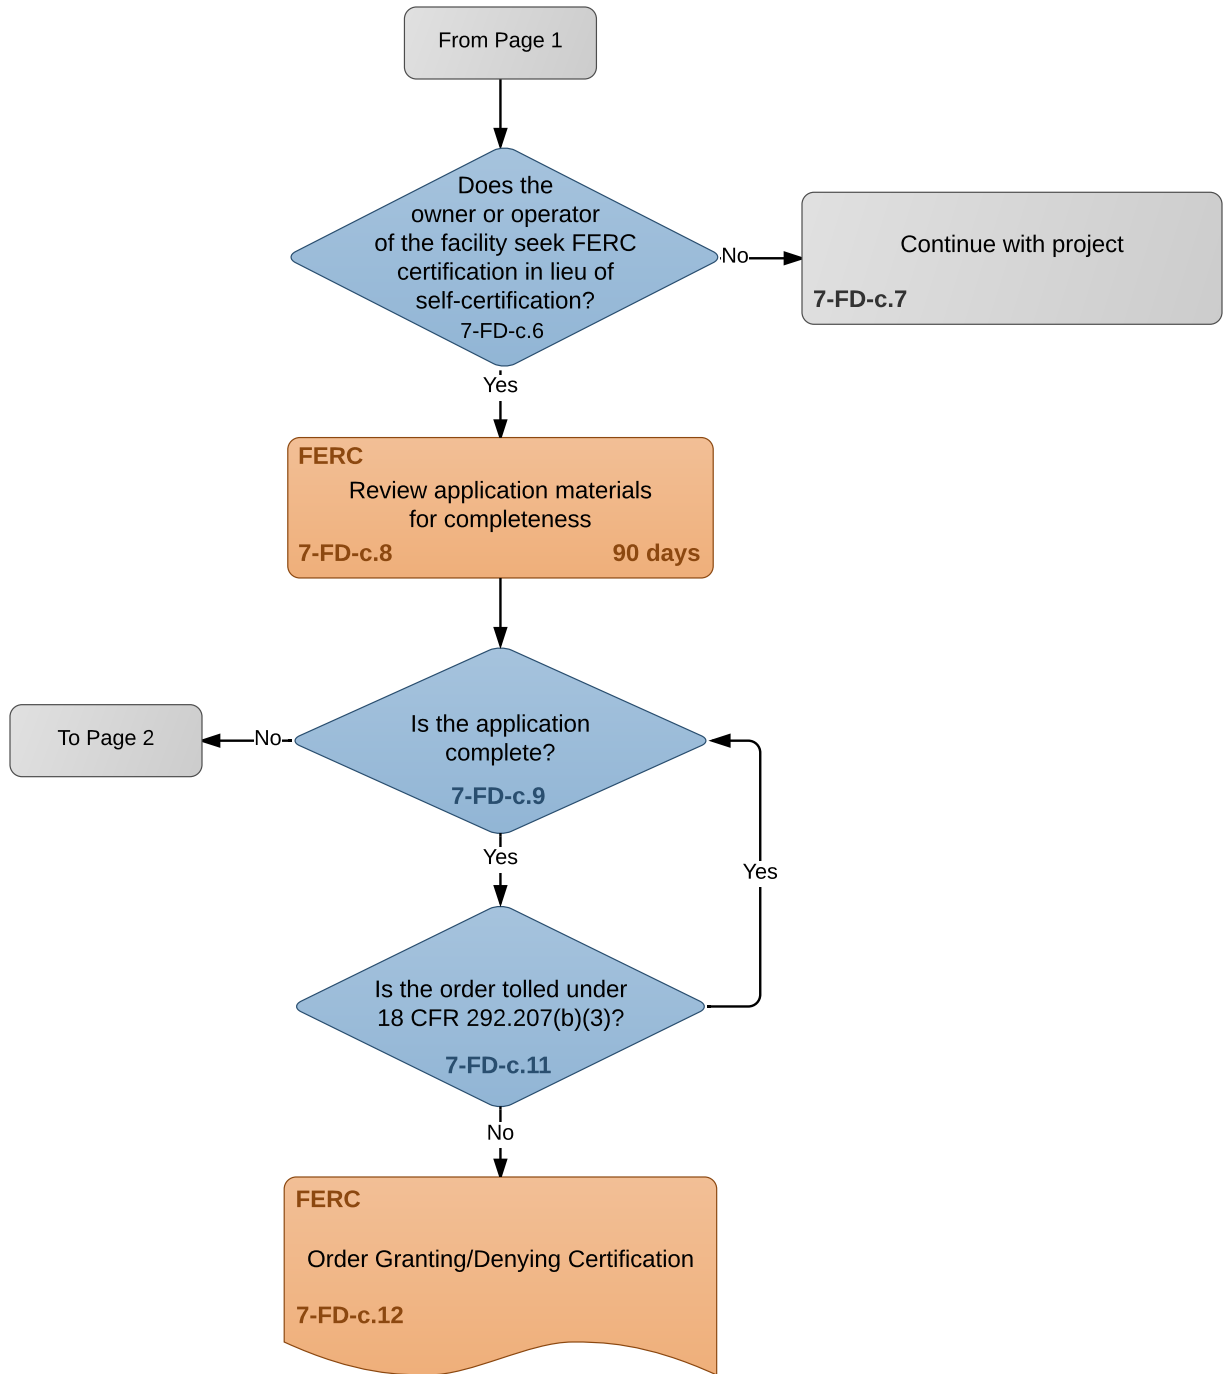 From Page 1
Does the
owner or operator
of the facility seek FERC
certification in lieu of
self-certification?
7-FD-c.6
No
Continue with project
7-FD-c.7
Yes
FERC
Review application materials
for completeness
7-FD-c.8
90 days
To Page 2
No
Is the application
complete?
7-FD-c.9
Yes
Yes
Is the order tolled under
18 CFR 292.207(b)(3)?
7-FD-c.11
No
FERC
Order Granting/Denying Certification
7-FD-c.12